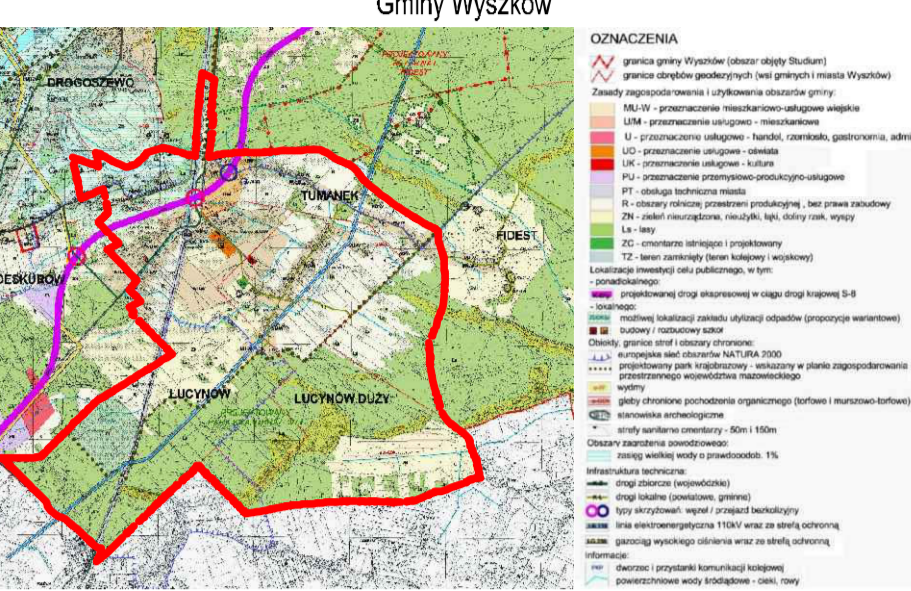 Gminy Wyszków
DROGOSZEWO
TUMANEK
FIDEST
DESKURÓW
LUCYNÓW
LUCYNÓW DUŻY
OZNACZENIA
granica gminy Wyszków (obszar objęty Studium)
granice obrębów geodezyjnych (wsi gminnych i miasta Wyszków)
Zasady zagospodarowania i użytkowania obszarów gminy:
MU-W - przeznaczenie mieszkaniowo-usługowe wiejskie
U/M - przeznaczenie usługowo - mieszkaniowe
U - przeznaczenie usługowe - handel, rzemiosło, gastronomia, admi
UO - przeznaczenie usługowe - oświata
UK - przeznaczenie usługowe - kultura
PU - przeznaczenie przemysłowo-produkcyjno-usługowe
PT - obsługa techniczna miasta
R - obszary rolniczej przestrzeni produkcyjnej , bez prawa zabudowy
ZN - zieleń nieurządzona, nieużytki, łąki, doliny rzek, wyspy
Ls - lasy
ZC - cmentarze istniejące i projektowany
TZ - teren zamknięty (teren kolejowy i wojskowy)
Lokalizacje inwestycji celu publicznego, w tym:
- ponadlokalnego:
projektowanej drogi ekspresowej w ciągu drogi krajowej S-8
- lokalnego:
możliwej lokalizacji zakładu utylizacji odpadów (propozycje wariantowe)
budowy / rozbudowy szkół
Obiekty, granice stref i obszary chronione:
europejska sieć obszarów NATURA 2000
projektowany park krajobrazowy - wskazany w planie zagospodarowania
przestrzennego województwa mazowieckiego
wydmy
gleby chronione pochodzenia organicznego (torfowe i murszowo-torfowe)
stanowiska archeologiczne
strefy sanitarne cmentarzy - 50m i 150m
Obszary zagrożenia powodziowego:
zasięg wielkiej wody o prawdopodob. 1%
Infrastruktura techniczna:
drogi zbiorcze (wojewódzkie)
drogi lokalne (powiatowe, gminne)
typy skrzyżowań: węzeł / przejazd bezkolizyjny
linia elektroenergetyczna 110kV wraz ze strefą ochronną
gazociąg wysokiego ciśnienia wraz ze strefą ochronną
Informacje:
dworzec i przystanki komunikacji kolejowej
powierzchniowe wody śródlądowe - cieki, rowy